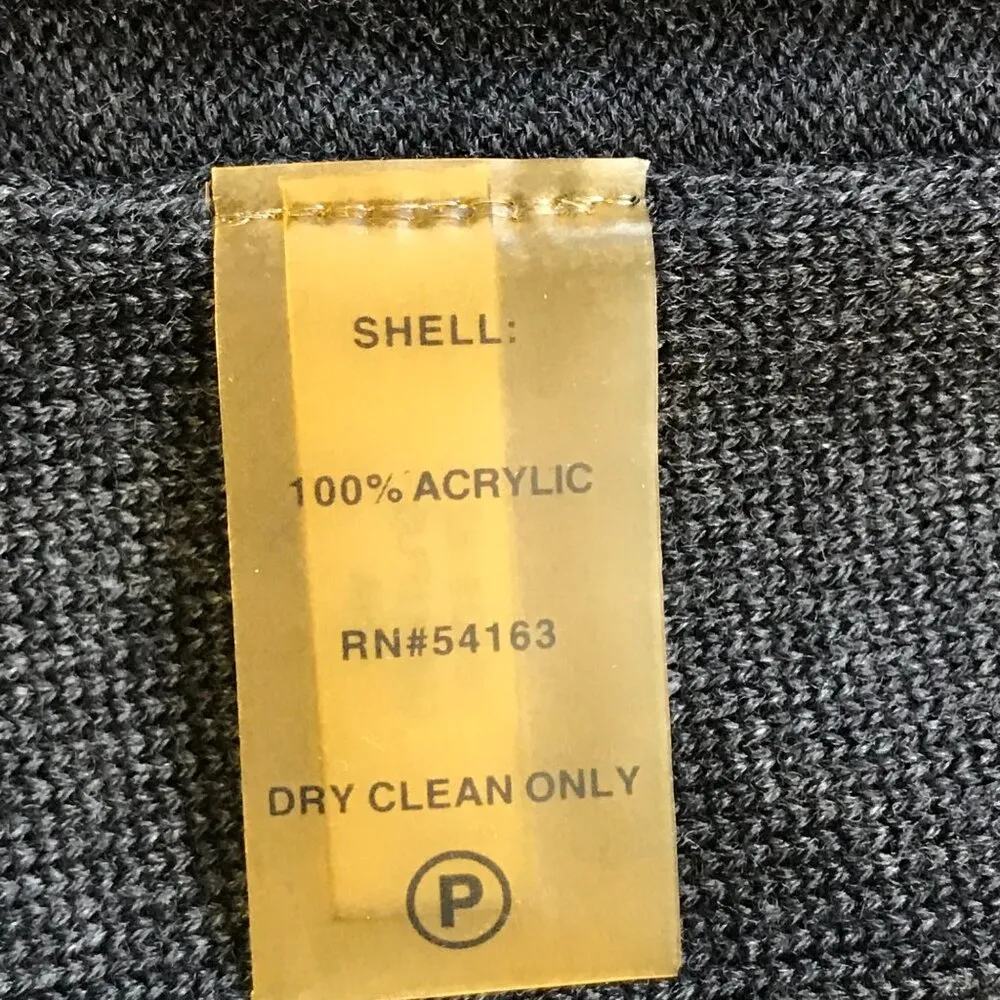 SHELL:
100% ACRYLIC
RN#54163
DRY CLEAN ONLY
P